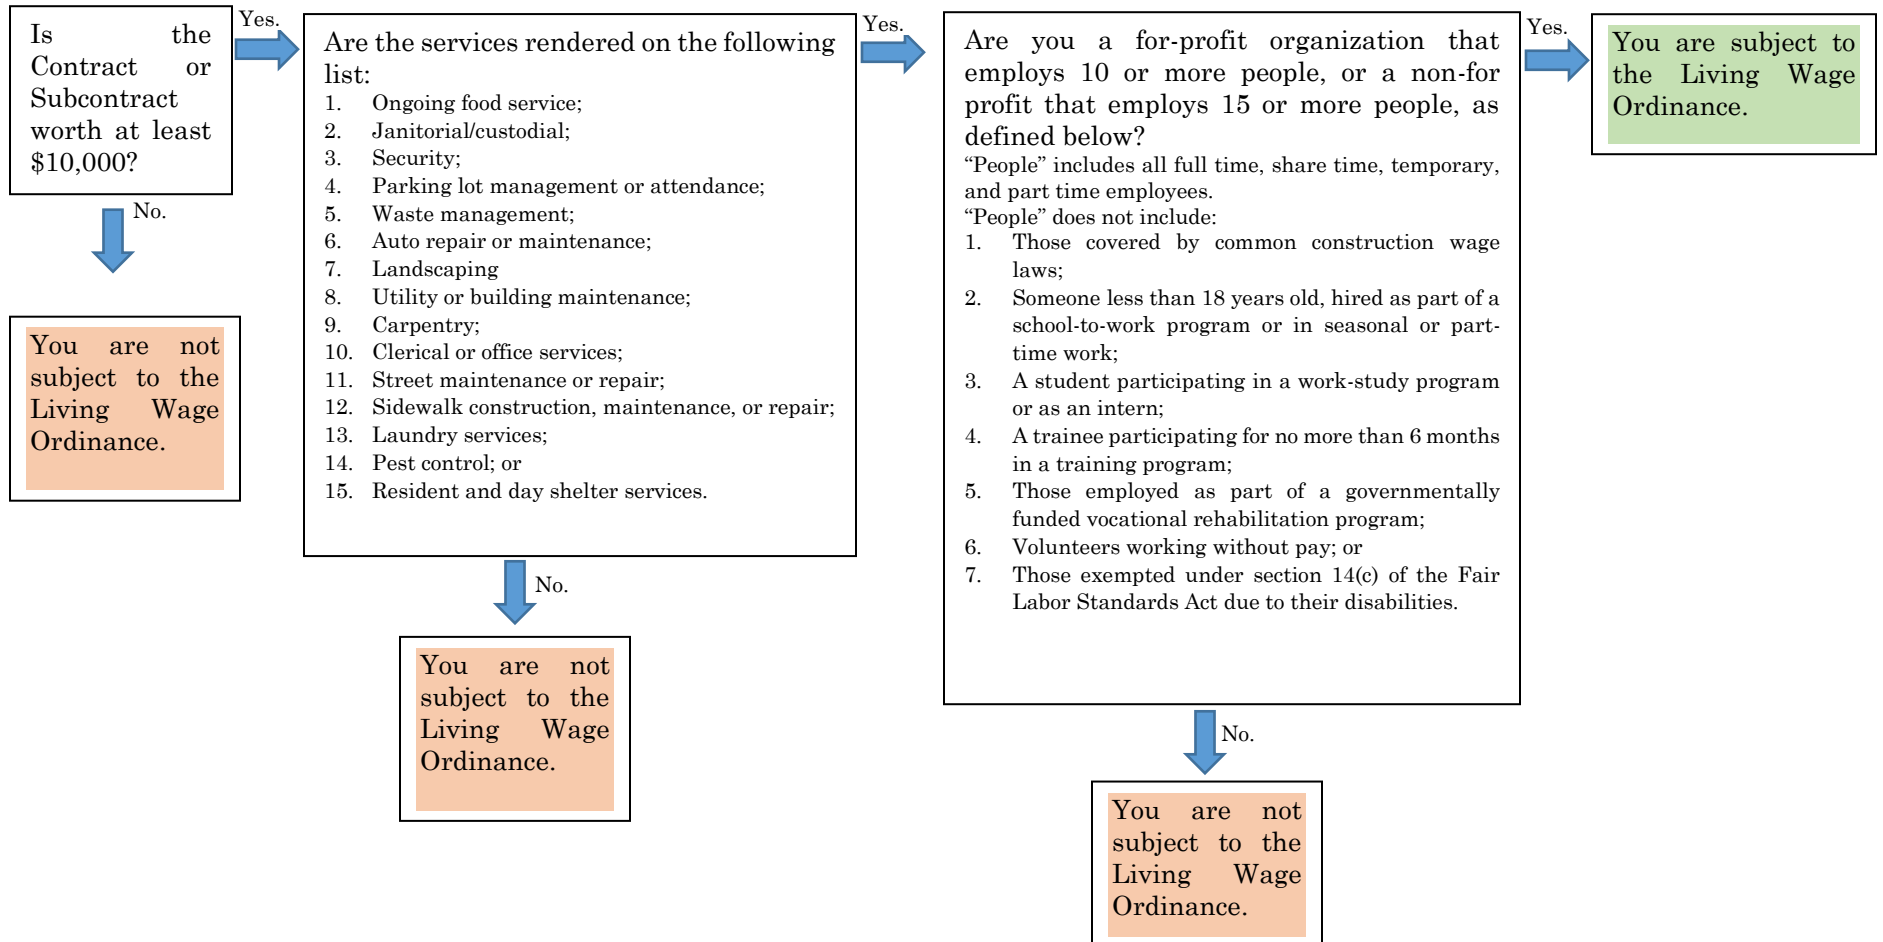 Is the
Contract or
Subcontract
worth at least
$10,000?
Yes.
No.
You are not
subject to the
Living Wage
Ordinance.
Are the services rendered on the following
list:
1. Ongoing food service;
2. Janitorial/custodial;
3. Security;
4. Parking lot management or attendance;
5. Waste management;
6. Auto repair or maintenance;
7. Landscaping
8. Utility or building maintenance;
9. Carpentry;
10. Clerical or office services;
11. Street maintenance or repair;
12. Sidewalk construction, maintenance, or repair;
13. Laundry services;
14. Pest control; or
15. Resident and day shelter services.
Yes.
No.
You are not
subject to the
Living Wage
Ordinance.
Are you a for-profit organization that
employs 10 or more people, or a non-for
profit that employs 15 or more people, as
defined below?
“People” includes all full time, share time, temporary,
and part time employees.
“People” does not include:
1. Those covered by common construction wage
laws;
2. Someone less than 18 years old, hired as part of a
school-to-work program or in seasonal or part-
time work;
3. A student participating in a work-study program
or as an intern;
4. A trainee participating for no more than 6 months
in a training program;
5. Those employed as part of a governmentally
funded vocational rehabilitation program;
6. Volunteers working without pay; or
7. Those exempted under section 14(c) of the Fair
Labor Standards Act due to their disabilities.
Yes.
No.
You are not
subject to the
Living Wage
Ordinance.
You are subject to
the Living Wage
Ordinance.